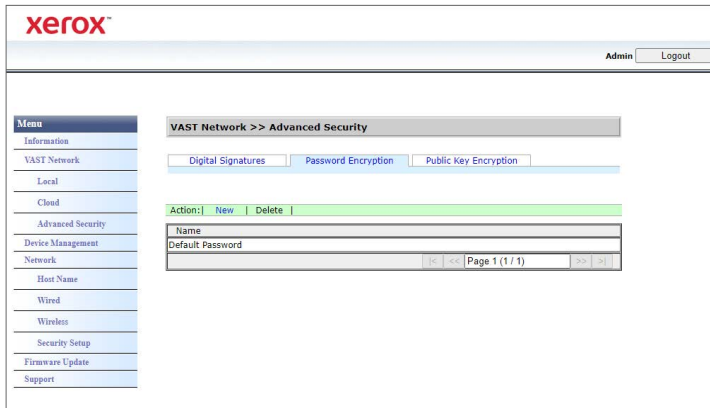 xerox™
Admin Logout
Menu
Information
VAST Network
Local
Cloud
Advanced Security
Device Management
Network
Host Name
Wired
Wireless
Security Setup
Firmware Update
Support
VAST Network >> Advanced Security
Digital Signatures Password Encryption Public Key Encryption
Action:| New | Delete |
Name
Default Password
|< << Page 1 (1 / 1) >> >|